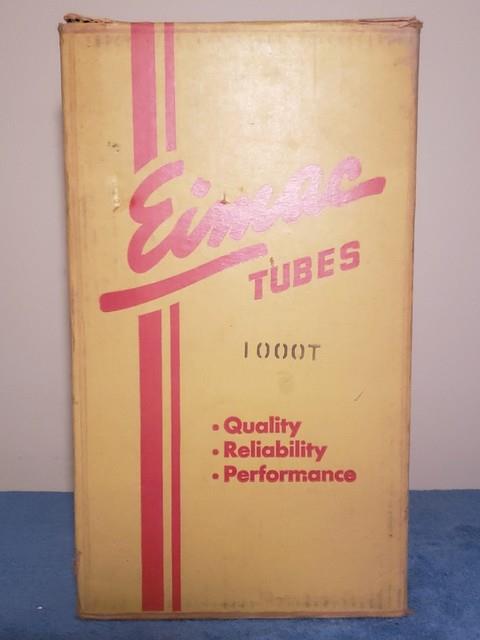 Eimac
TUBES
1000T
• Quality
• Reliability
• Performance